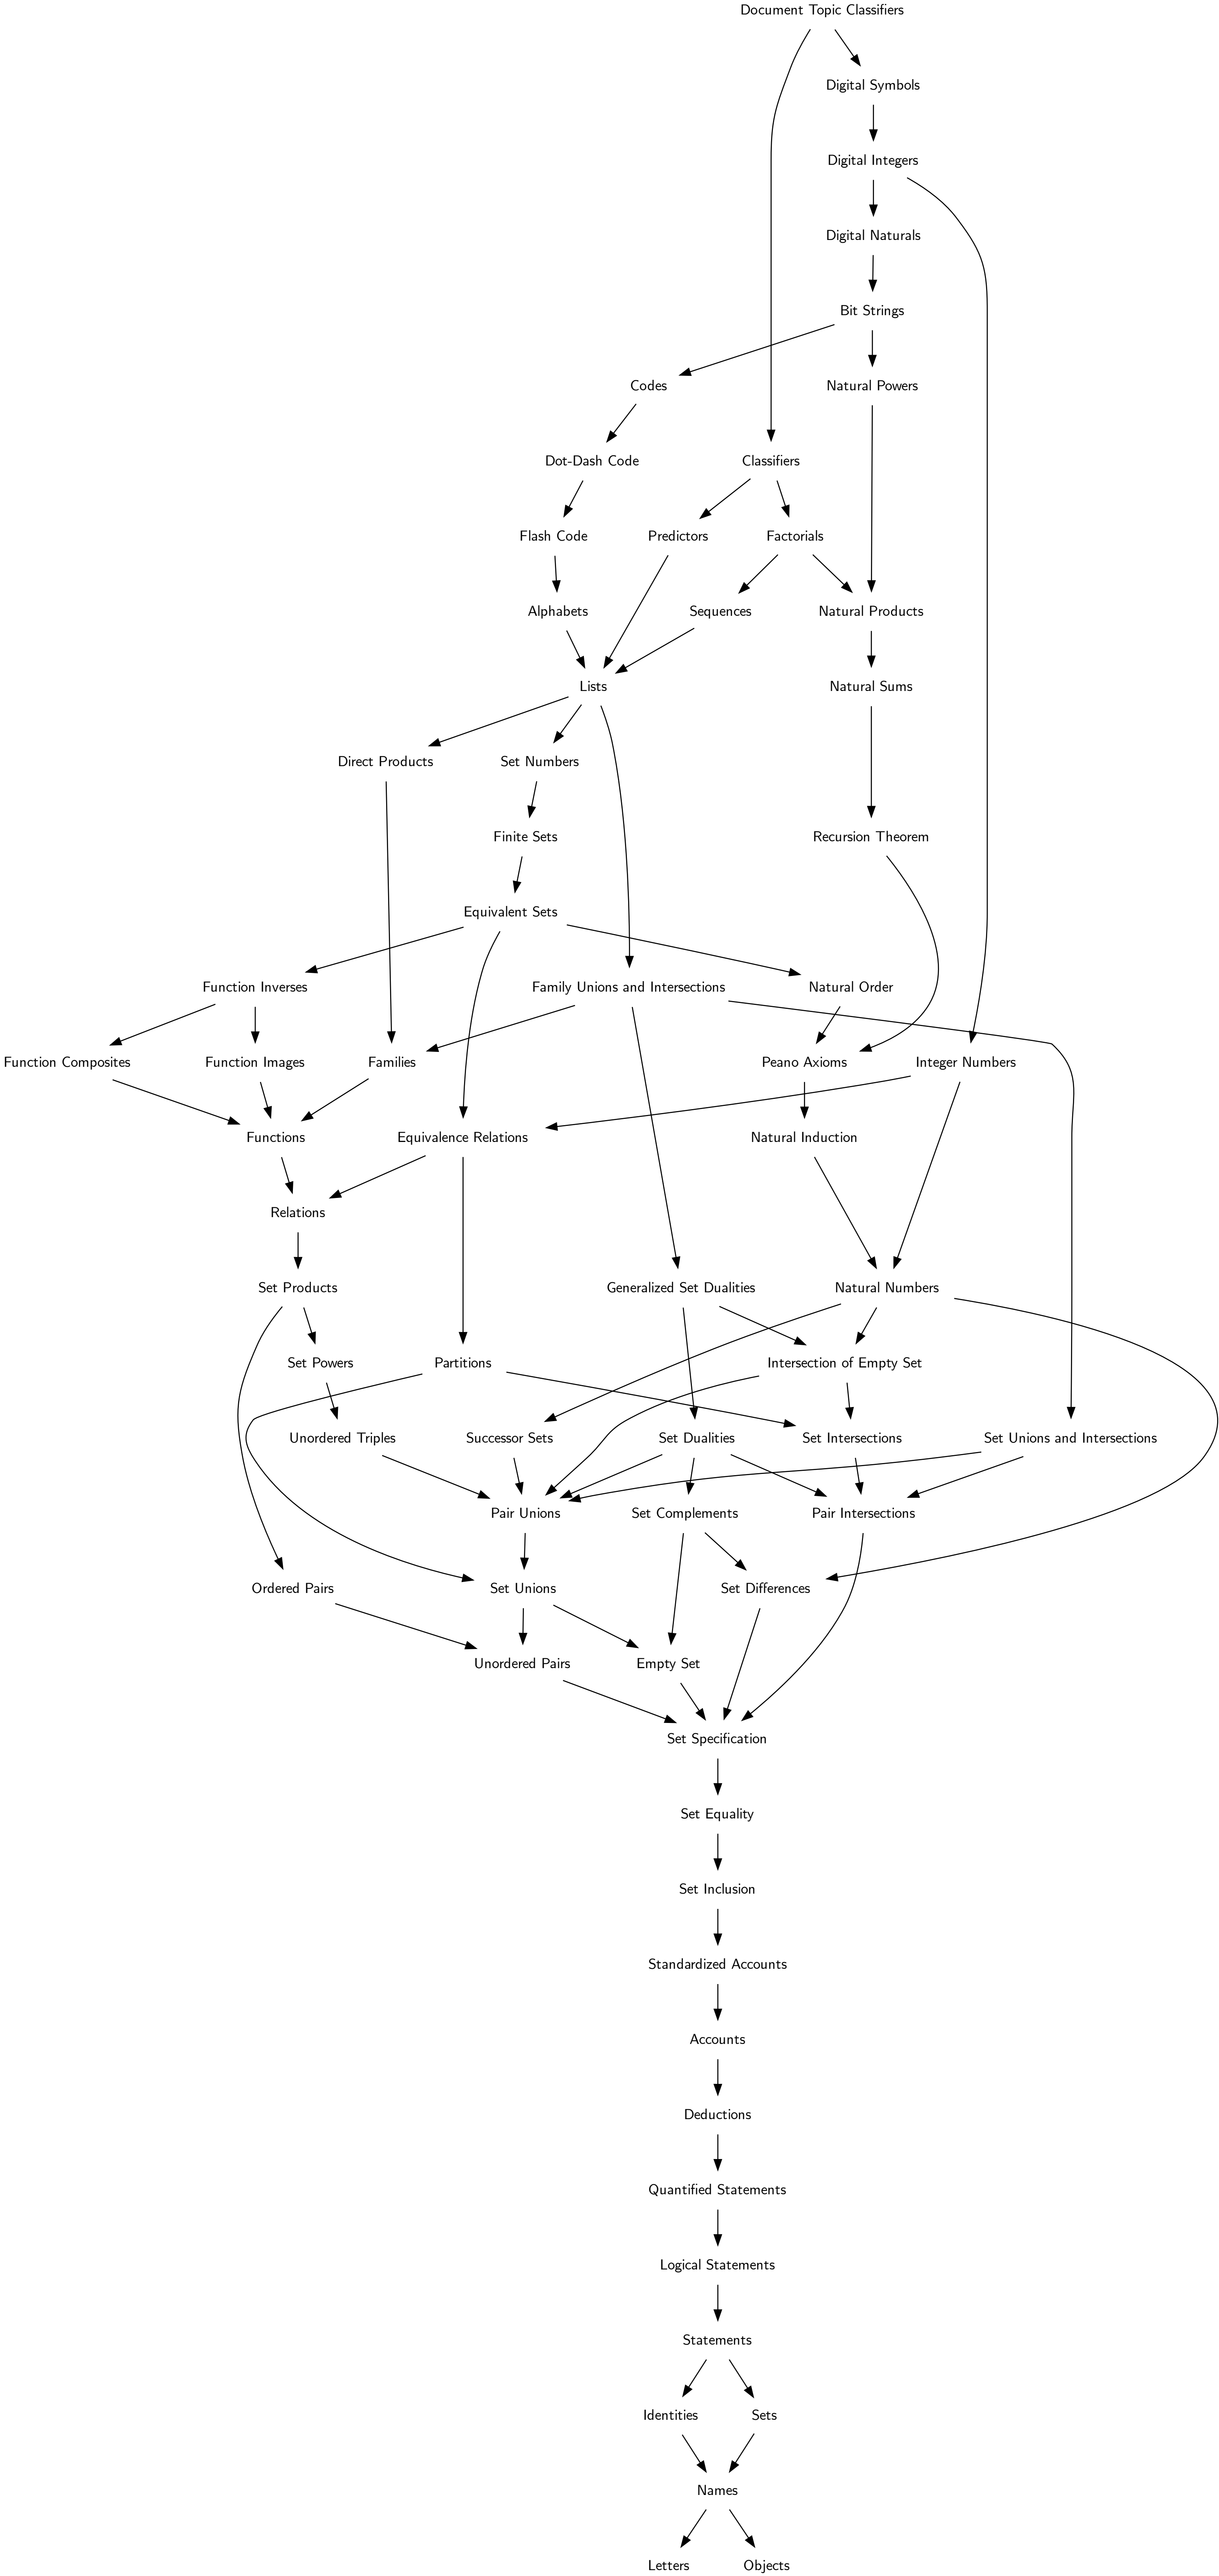 Document Topic Classifiers
Digital Symbols
Digital Integers
Digital Naturals
Bit Strings
Codes
Natural Powers
Dot-Dash Code
Classifiers
Flash Code
Predictors
Factorials
Alphabets
Sequences
Natural Products
Lists
Natural Sums
Direct Products
Set Numbers
Finite Sets
Recursion Theorem
Equivalent Sets
Function Inverses
Family Unions and Intersections
Natural Order
Function Composites
Function Images
Families
Peano Axioms
Integer Numbers
Functions
Equivalence Relations
Natural Induction
Relations
Set Products
Generalized Set Dualities
Natural Numbers
Set Powers
Partitions
Intersection of Empty Set
Unordered Triples
Successor Sets
Set Dualities
Set Intersections
Set Unions and Intersections
Pair Unions
Set Complements
Pair Intersections
Ordered Pairs
Set Unions
Set Differences
Unordered Pairs
Empty Set
Set Specification
Set Equality
Set Inclusion
Standardized Accounts
Accounts
Deductions
Quantified Statements
Logical Statements
Statements
Identities
Sets
Names
Letters
Objects